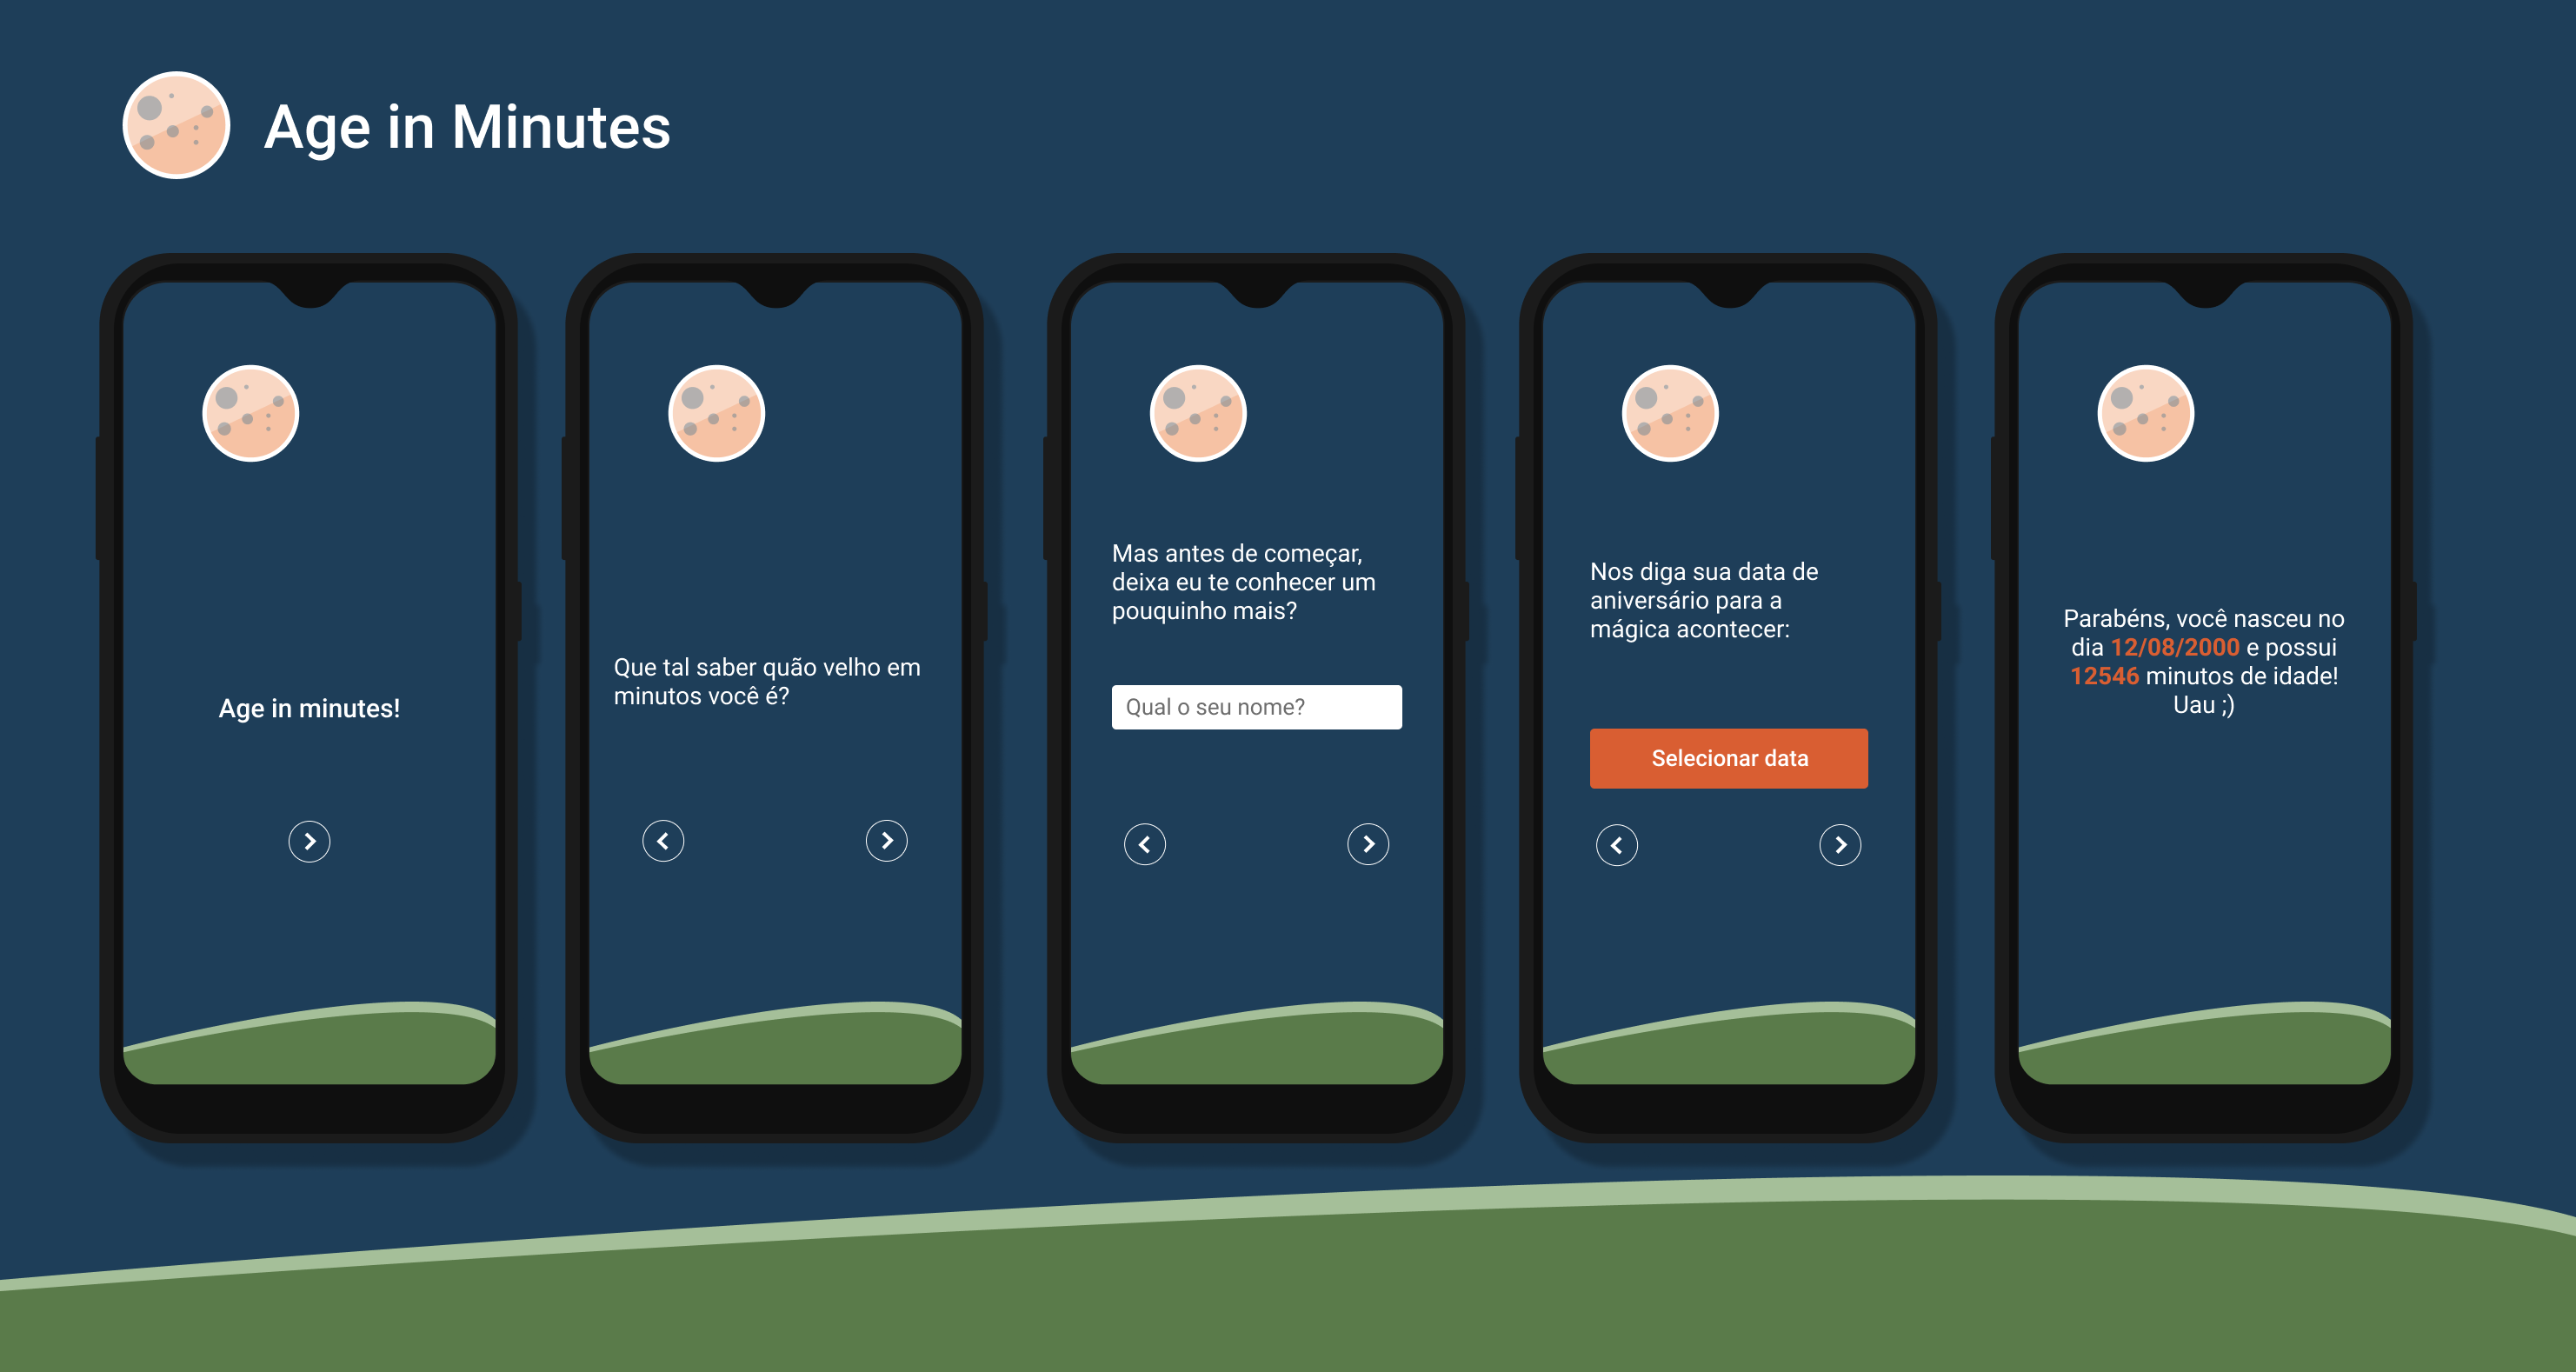 Age in Minutes
Age in minutes!
Que tal saber quão velho em
minutos você é?
Mas antes de começar,
deixa eu te conhecer um
pouquinho mais?
Qual o seu nome?
Nos diga sua data de
aniversário para a
mágica acontecer:
Selecionar data
Parabéns, você nasceu no
dia 12/08/2000 e possui
12546 minutos de idade!
Uau ;)